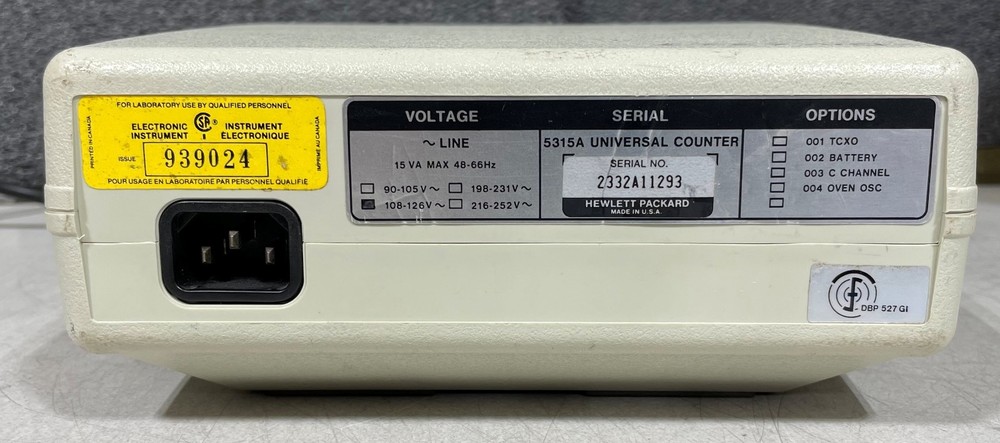 FOR LABORATORY USE BY QUALIFIED PERSONNEL
PRINTED IN CANADA
ELECTRONIC INSTRUMENT
INSTRUMENT ÉLECTRONIQUE
ISSUE 939024
IMPRIMÉ AU CANADA
POUR USAGE EN LABORATOIRE PAR PERSONNEL QUALIFIÉ
VOLTAGE
~ LINE
15 VA MAX 48-66Hz
90-105 V~ 198-231V~
108-126V~ 216-252V~
SERIAL
5315A UNIVERSAL COUNTER
SERIAL NO.
2332A11293
HEWLETT PACKARD
MADE IN U.S.A.
OPTIONS
001 TCXO
002 BATTERY
003 C CHANNEL
004 OVEN OSC
DBP 527 GI